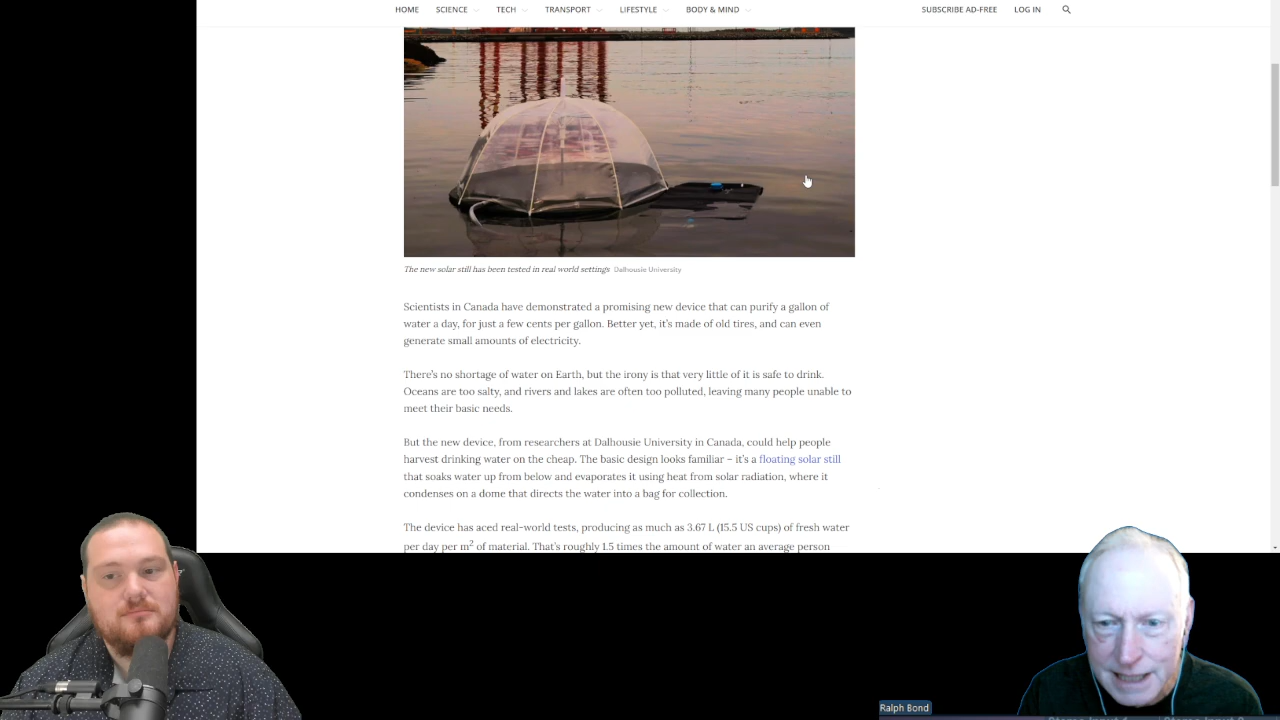 HOME SCIENCE TECH TRANSPORT LIFESTYLE BODY & MIND SUBSCRIBE AD-FREE LOG IN
The new solar still has been tested in real world settings Dalhousie University
Scientists in Canada have demonstrated a promising new device that can purify a gallon of
water a day, for just a few cents per gallon. Better yet, it's made of old tires, and can even
generate small amounts of electricity.
There's no shortage of water on Earth, but the irony is that very little of it is safe to drink.
Oceans are too salty, and rivers and lakes are often too polluted, leaving many people unable to
meet their basic needs.
But the new device, from researchers at Dalhousie University in Canada, could help people
harvest drinking water on the cheap. The basic design looks familiar – it's a floating solar still
that soaks water up from below and evaporates it using heat from solar radiation, where it
condenses on a dome that directs the water into a bag for collection.
The device has aced real-world tests, producing as much as 3.67 L (15.5 US cups) of fresh water
per day per m² of material. That's roughly 1.5 times the amount of water an average person
Ralph Bond